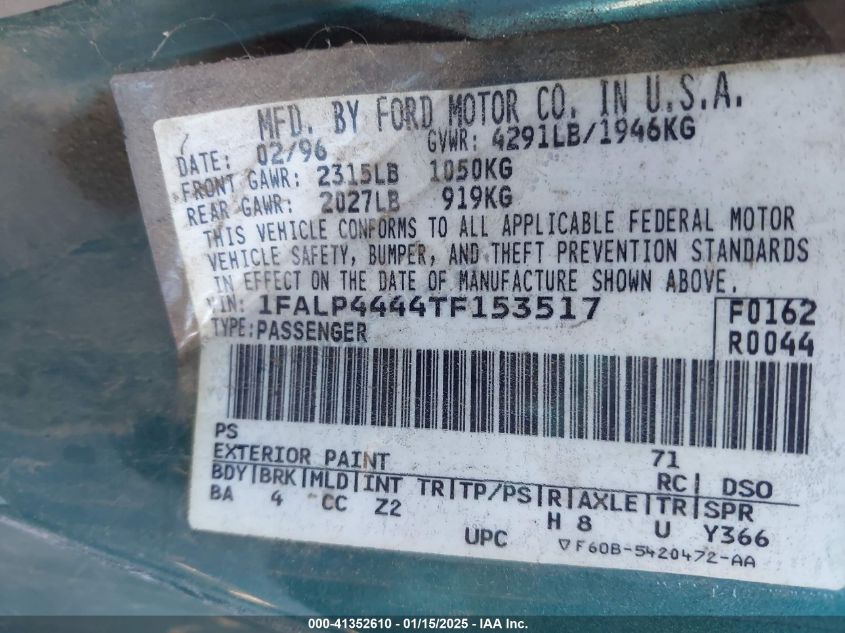 MFD. BY FORD MOTOR CO. IN U.S.A.
DATE: 02/96 GVWR: 4291LB/1946KG
FRONT GAWR: 2315LB 1050KG
REAR GAWR: 2027LB 919KG
THIS VEHICLE CONFORMS TO ALL APPLICABLE FEDERAL MOTOR
VEHICLE SAFETY, BUMPER, AND THEFT PREVENTION STANDARDS
IN EFFECT ON THE DATE OF MANUFACTURE SHOWN ABOVE.
VIN: 1FALP4444TF153517 F0162
TYPE:PASSENGER R0044
PS
EXTERIOR PAINT 71 RC| DSO
BDY|BRK|MLD|INT TR|TP/PS|R|AXLE|TR|SPR
BA 4 CC Z2 H 8 U Y366
UPC ▽F60B-5420472-AA
000-41352610 - 01/15/2025 - IAA Inc.